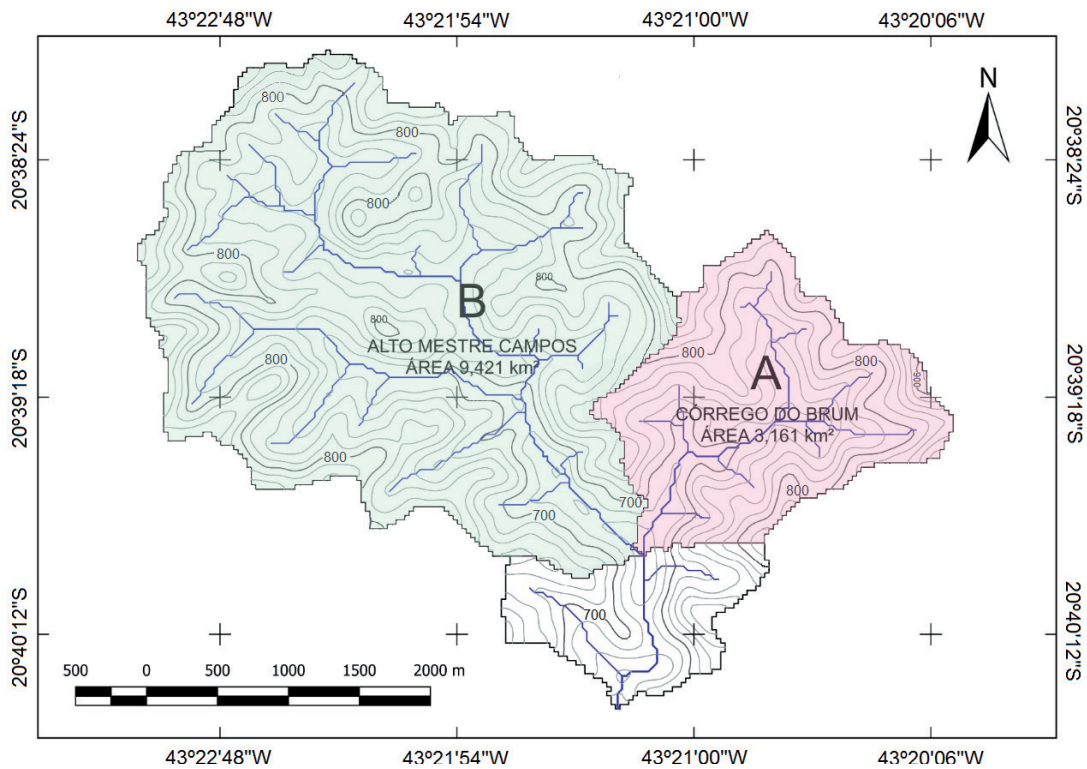 43°22'48"W 43°21'54"W 43°21'00"W 43°20'06"W
N
20°38'24"S
20°38'24"S
800
800
800
800
800
800
B
ALTO MESTRE CAMPOS
ÁREA 9,421 km²
800
800
900
A
CÓRREGO DO BRUM
ÁREA 3,161 km²
20°39'18"S
20°39'18"S
800
800
700
700
700
20°40'12"S
20°40'12"S
500 0 500 1000 1500 2000 m
43°22'48"W 43°21'54"W 43°21'00"W 43°20'06"W